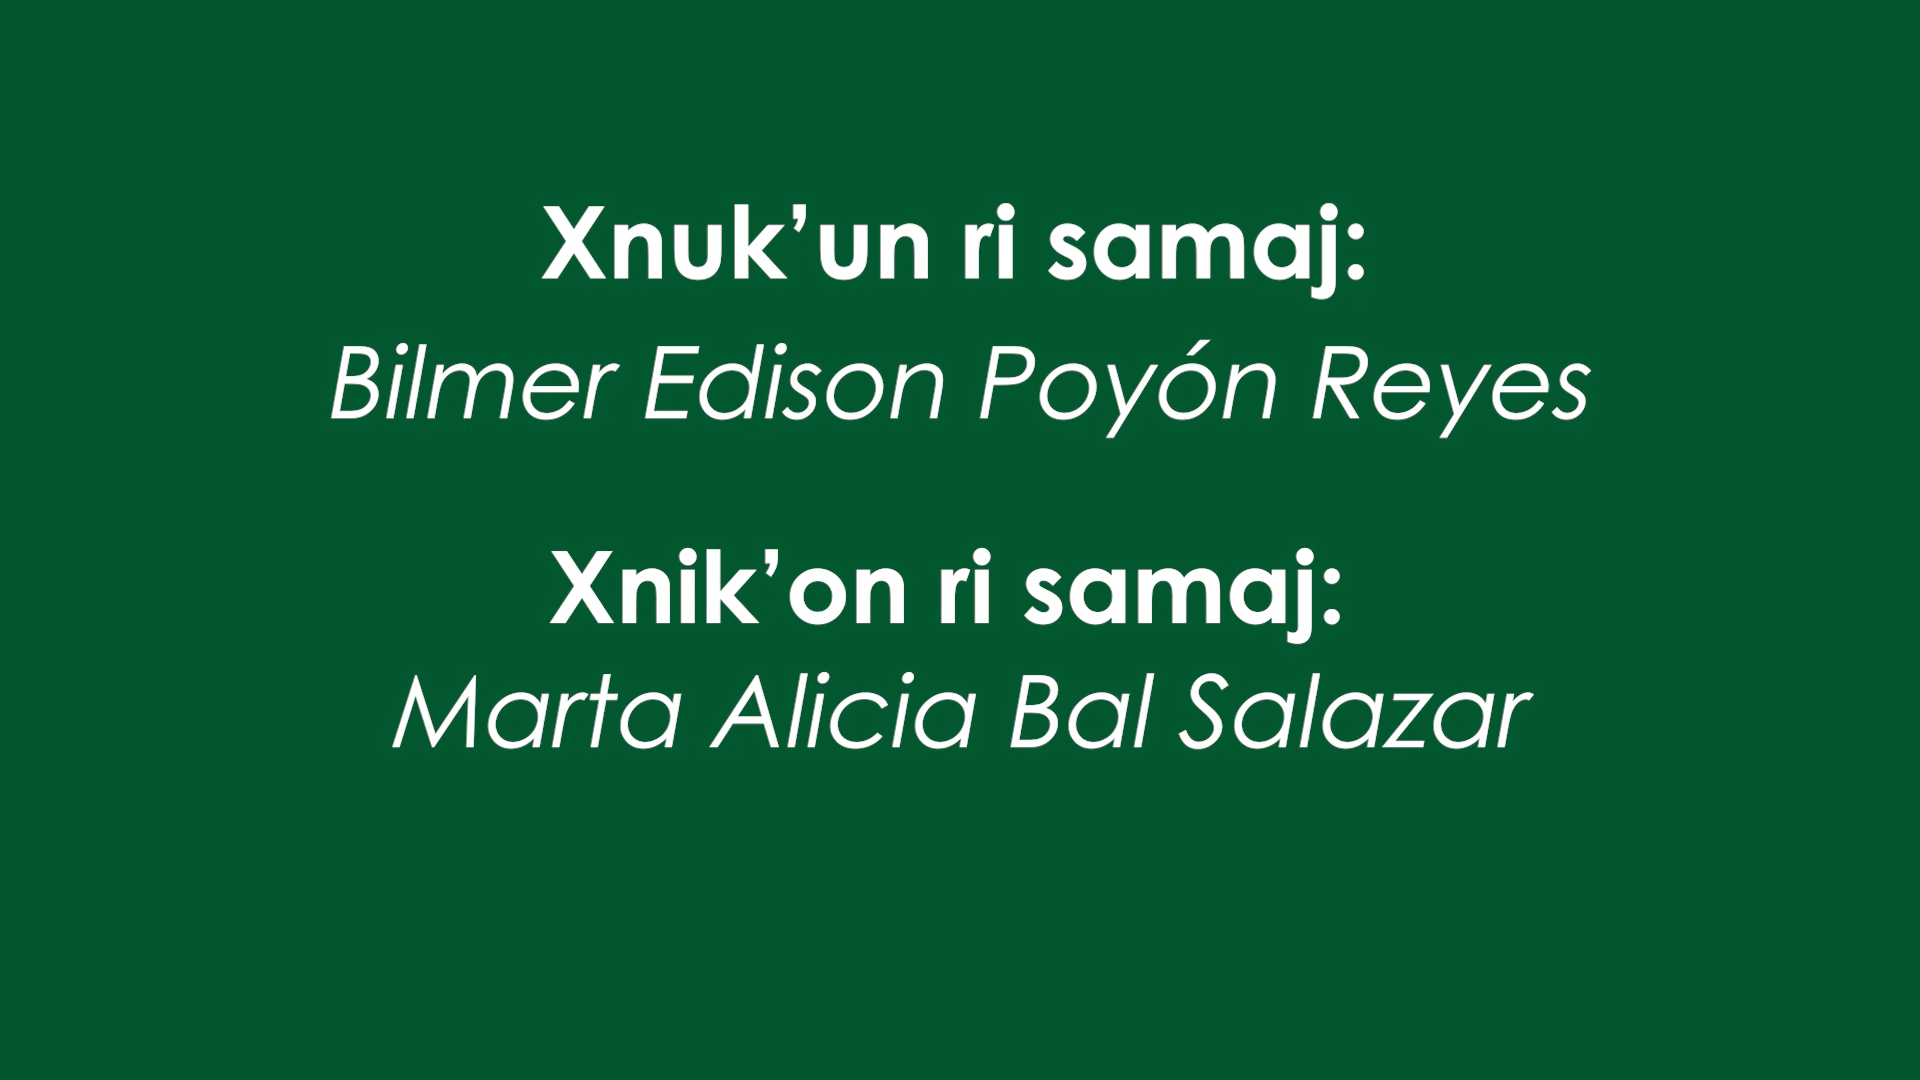 Xnuk’un ri samaj:
Bilmer Edison Poyón Reyes
Xnik’on ri samaj:
Marta Alicia Bal Salazar